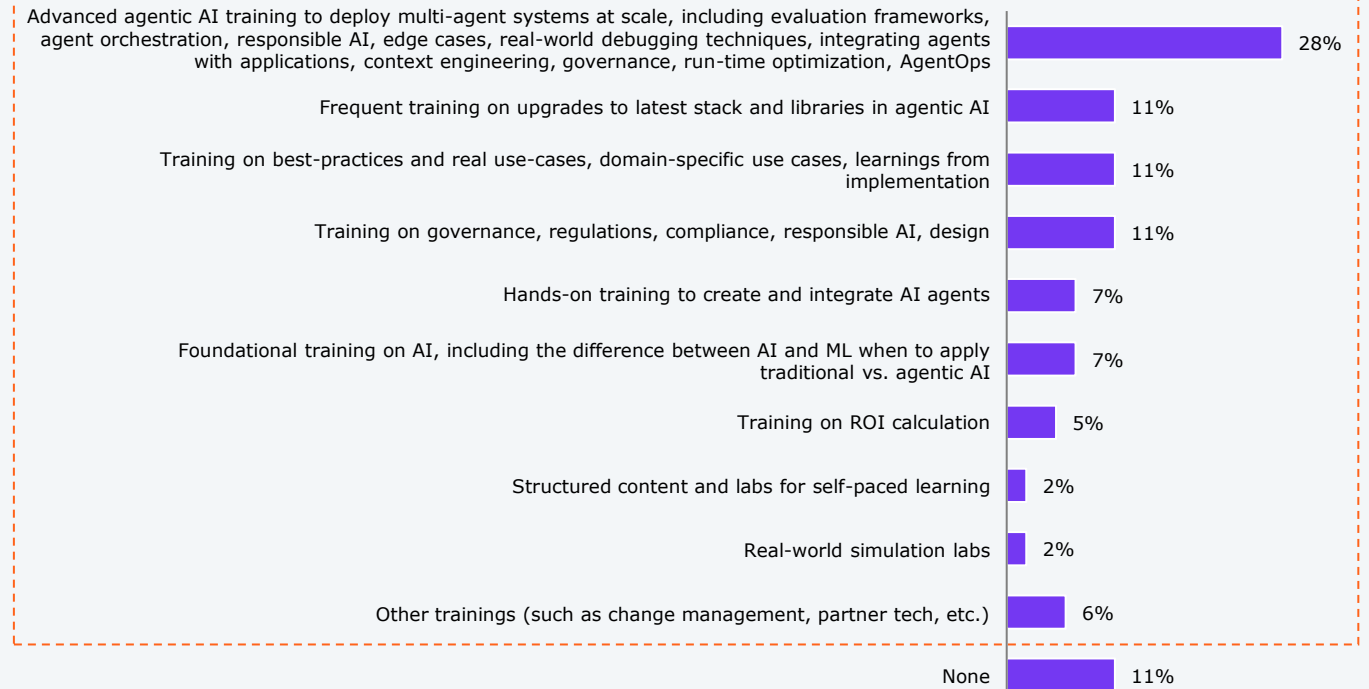 Advanced agentic AI training to deploy multi-agent systems at scale, including evaluation frameworks,
agent orchestration, responsible AI, edge cases, real-world debugging techniques, integrating agents
with applications, context engineering, governance, run-time optimization, AgentOps
28%
Frequent training on upgrades to latest stack and libraries in agentic AI
11%
Training on best-practices and real use-cases, domain-specific use cases, learnings from
implementation
11%
Training on governance, regulations, compliance, responsible AI, design
11%
Hands-on training to create and integrate AI agents
7%
Foundational training on AI, including the difference between AI and ML when to apply
traditional vs. agentic AI
7%
Training on ROI calculation
5%
Structured content and labs for self-paced learning
2%
Real-world simulation labs
2%
Other trainings (such as change management, partner tech, etc.)
6%
None
11%